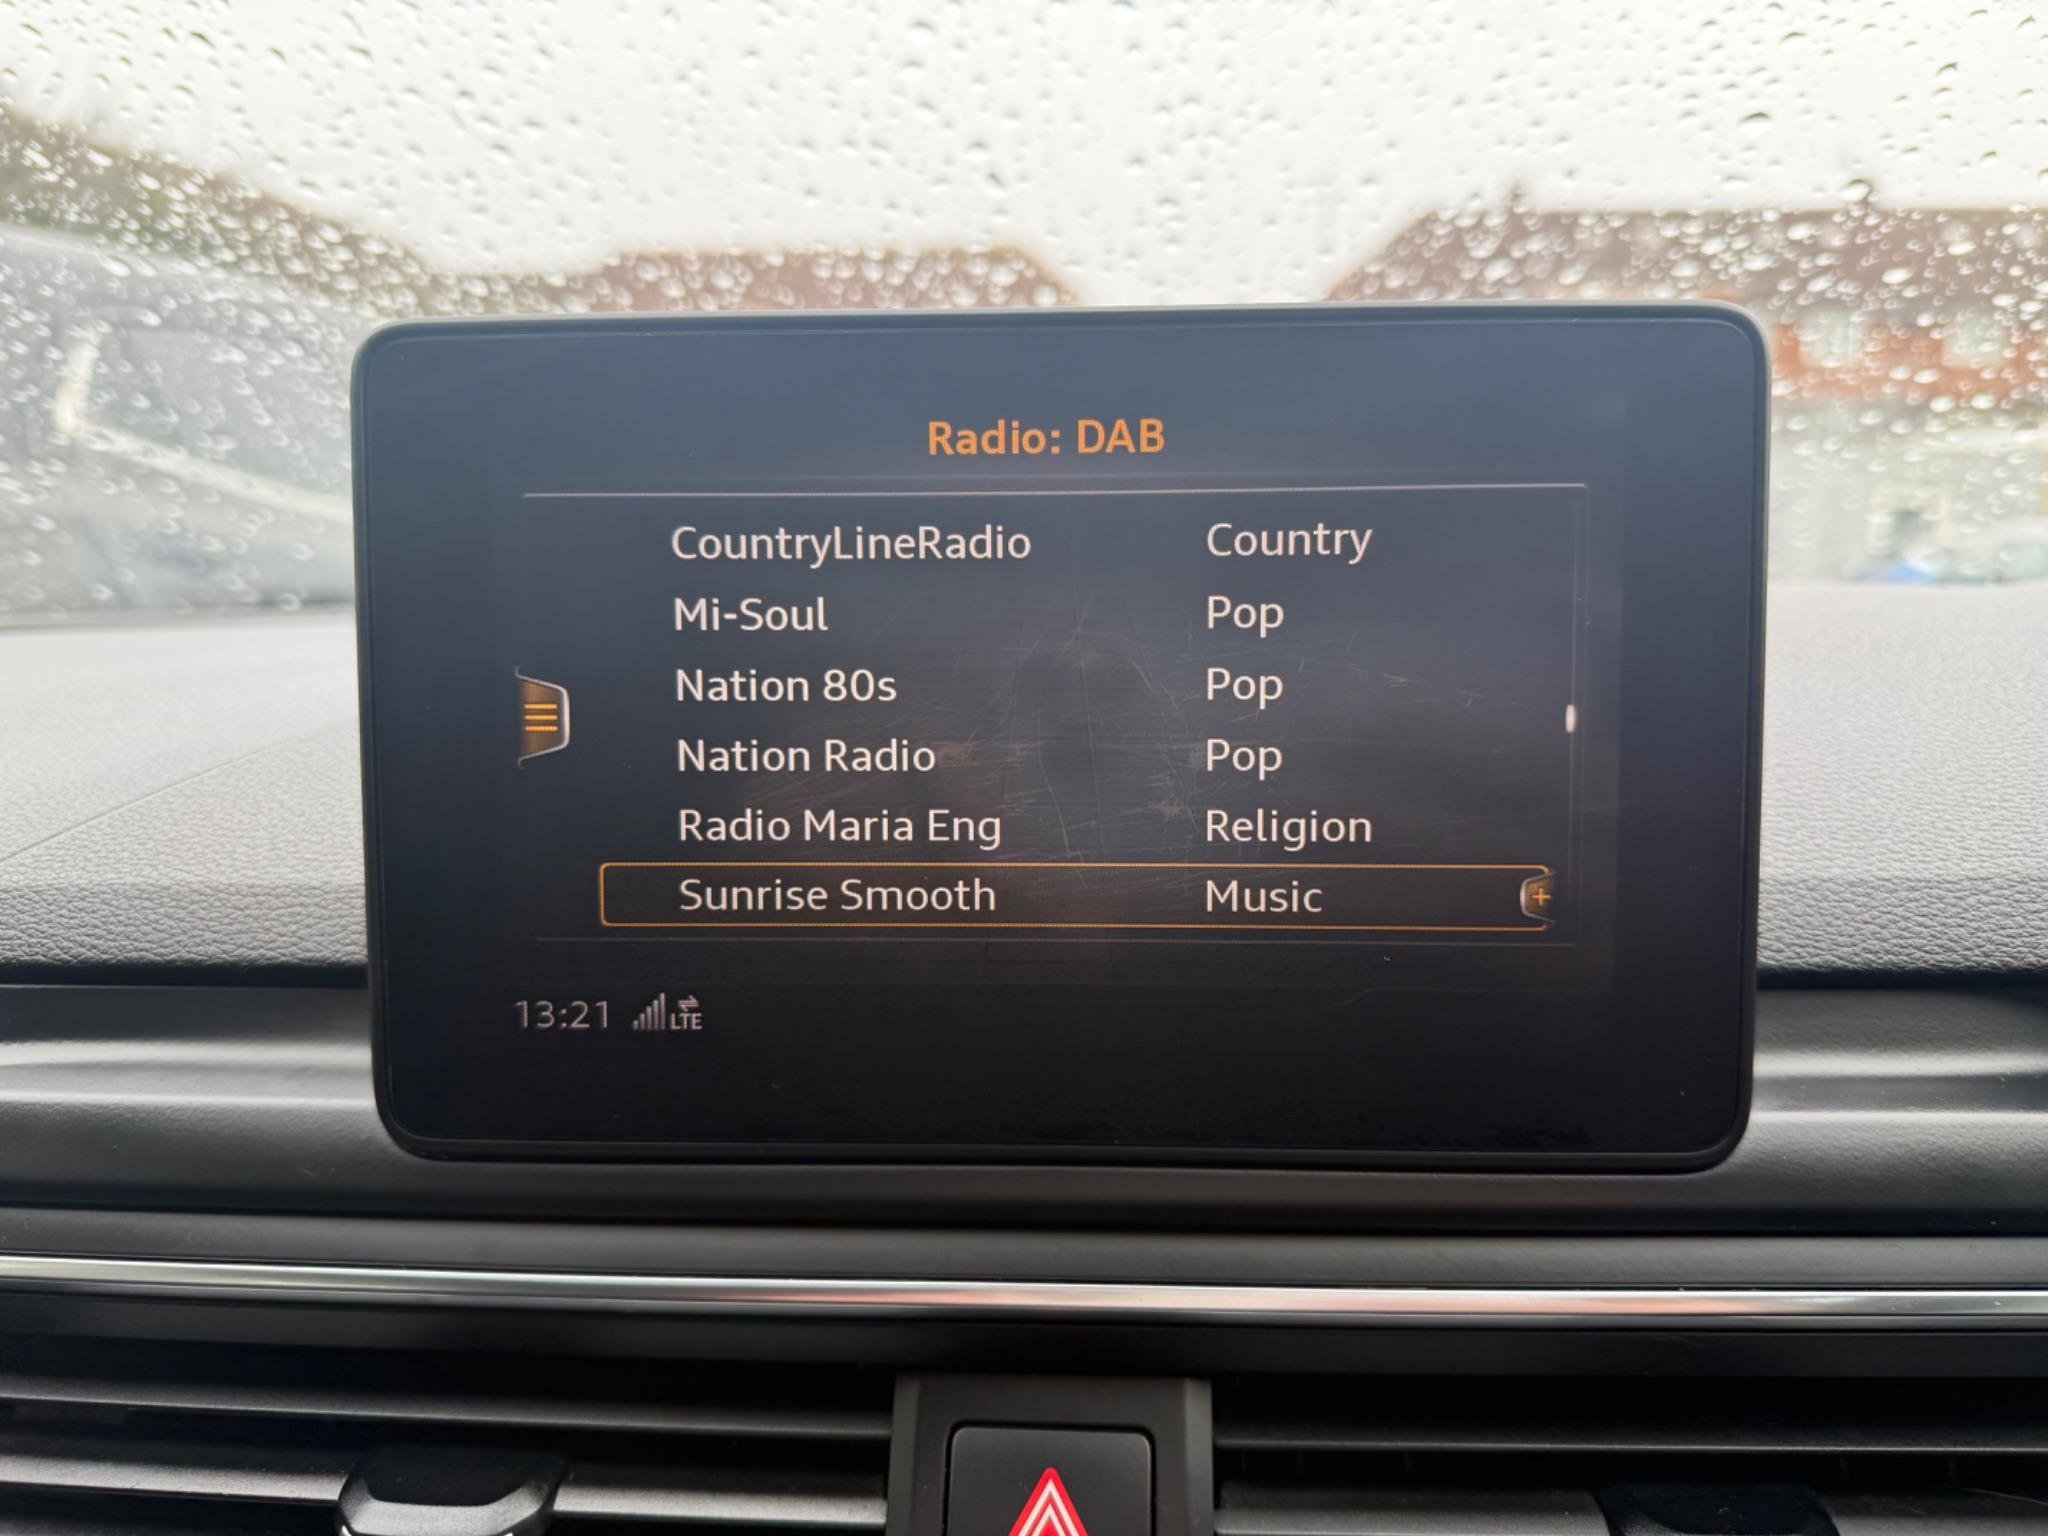 Radio: DAB
CountryLineRadio Country
Mi-Soul Pop
Nation 80s Pop
Nation Radio Pop
Radio Maria Eng Religion
Sunrise Smooth Music +
13:21 LTE